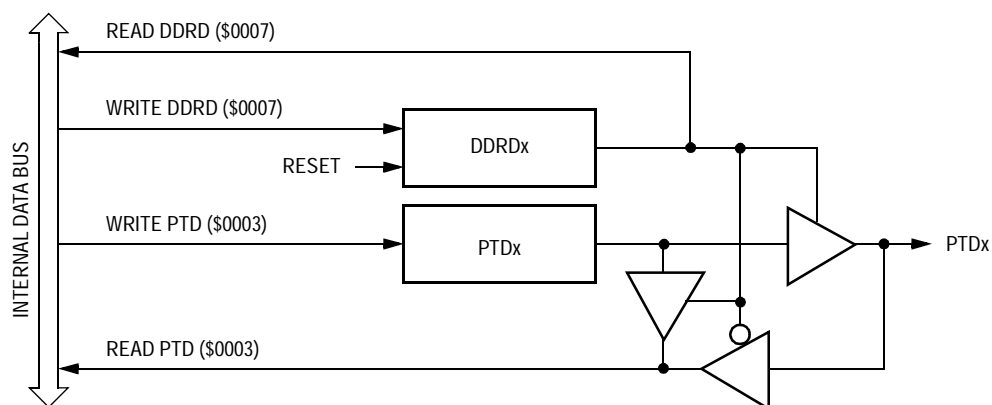 READ DDRD ($0007)
WRITE DDRD ($0007)
DDRDx
RESET
WRITE PTD ($0003)
PTDx
PTDx
READ PTD ($0003)
INTERNAL DATA BUS